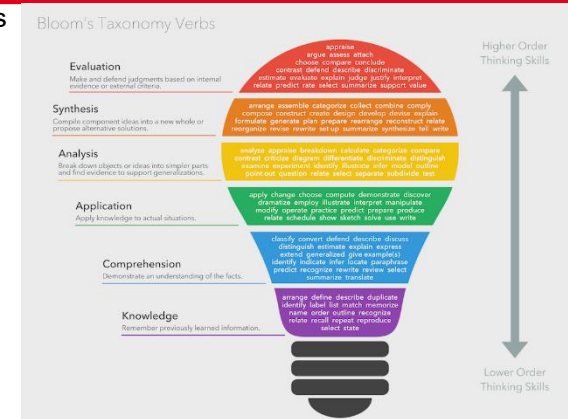 s
Bloom's Taxonomy Verbs
Higher Order
Thinking Skills
Evaluation
Make and defend judgments based on internal
evidence or external criteria.
appraise
argue assess attach
choose compare conclude
contrast defend describe discriminate
estimate evaluate explain judge justify interpret
relate predict rate select summarize support value
Synthesis
Compile component ideas into a new whole or
propose alternative solutions.
arrange assemble categorize collect combine comply
compose construct create design develop devise explain
formulate generate plan prepare rearrange reconstruct relate
reorganize revise rewrite set up summarize synthesize tell write
Analysis
Break down objects or ideas into simpler parts
and find evidence to support generalizations.
analyze appraise breakdown calculate categorize compare
contrast criticize diagram differentiate discriminate distinguish
examine experiment identify illustrate infer model outline
point out question relate select separate subdivide test
Application
Apply knowledge to actual situations.
apply change choose compute demonstrate discover
dramatize employ illustrate interpret manipulate
modify operate practice predict prepare produce
relate schedule show sketch solve use write
Comprehension
Demonstrate an understanding of the facts.
classify convert defend describe discuss
distinguish estimate explain express
extend generalized give example(s)
identify indicate infer locate paraphrase
predict recognize rewrite review select
summarize translate
Knowledge
Remember previously learned information.
arrange define describe duplicate
identify label list match memorize
name order outline recognize
relate recall repeat reproduce
select state
Lower Order
Thinking Skills